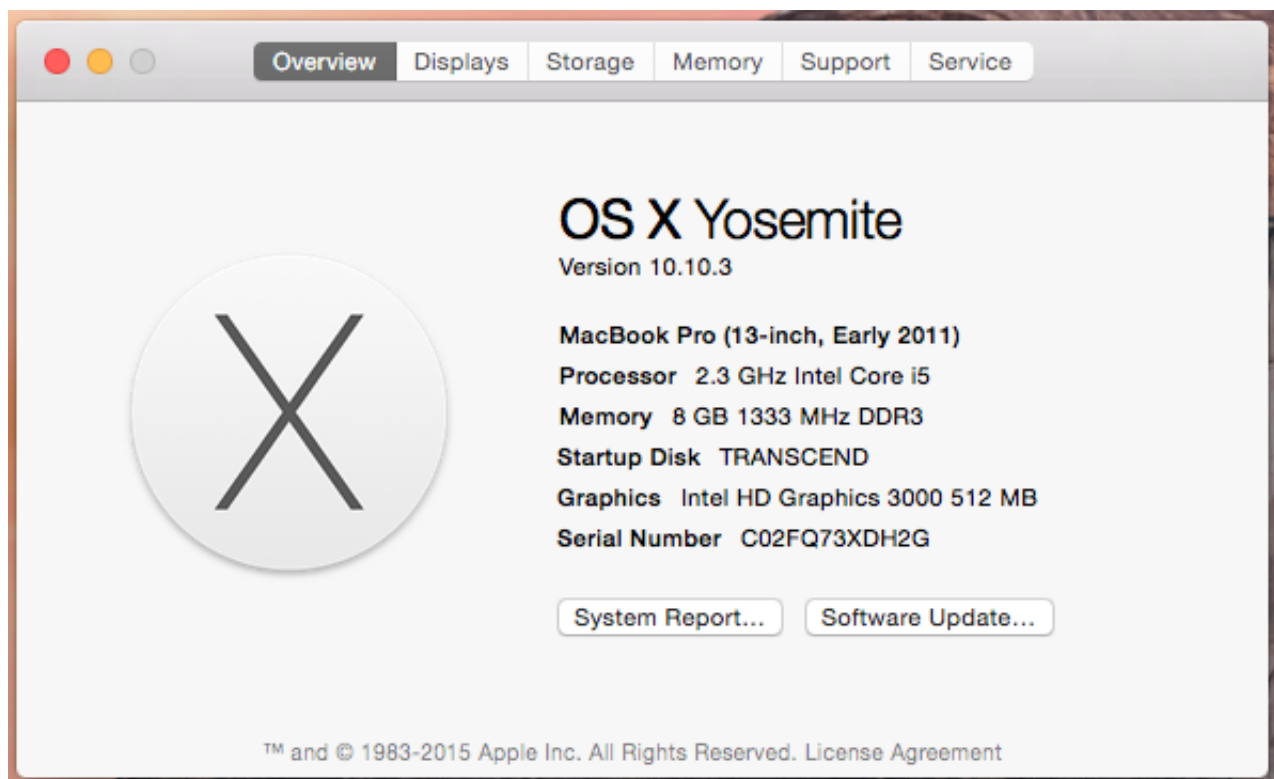 Overview Displays Storage Memory Support Service
OS X Yosemite
Version 10.10.3
MacBook Pro (13-inch, Early 2011)
Processor 2.3 GHz Intel Core i5
Memory 8 GB 1333 MHz DDR3
Startup Disk TRANSCEND
Graphics Intel HD Graphics 3000 512 MB
Serial Number C02FQ73XDH2G
System Report... Software Update...
™ and © 1983-2015 Apple Inc. All Rights Reserved. License Agreement